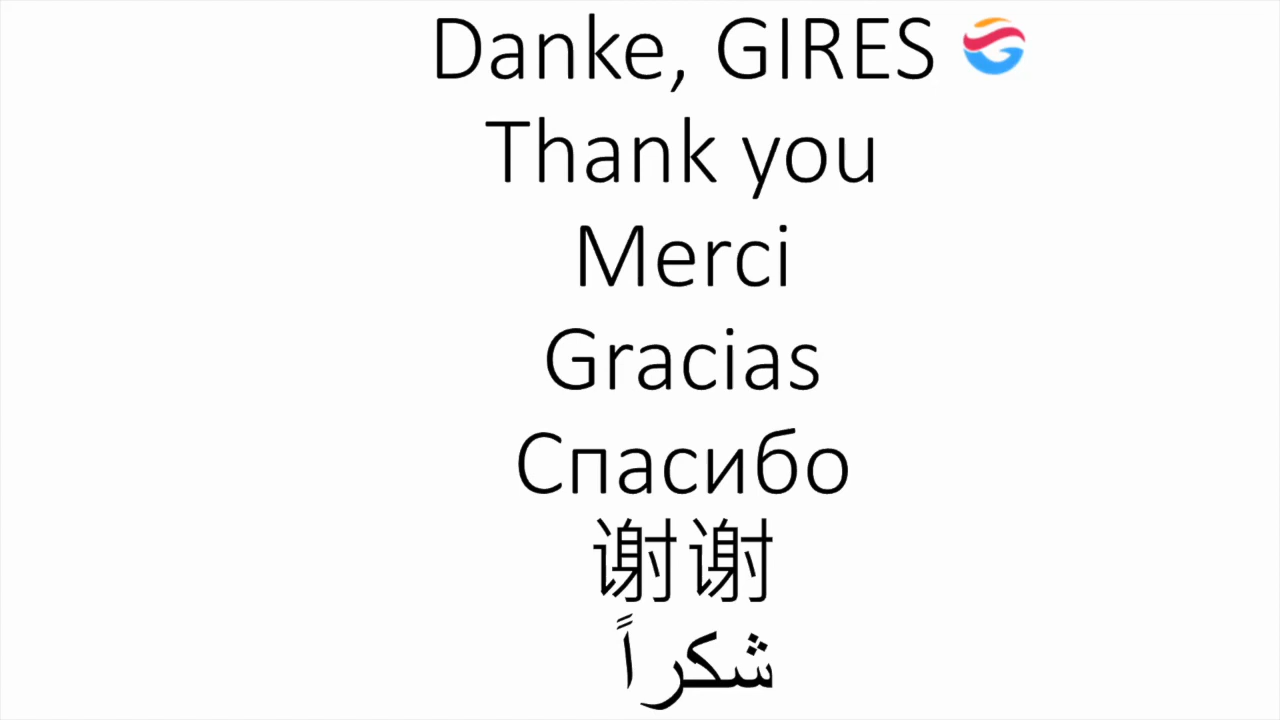 Danke, GIRES
Thank you
Merci
Gracias
Спасибо
谢谢
شكراً